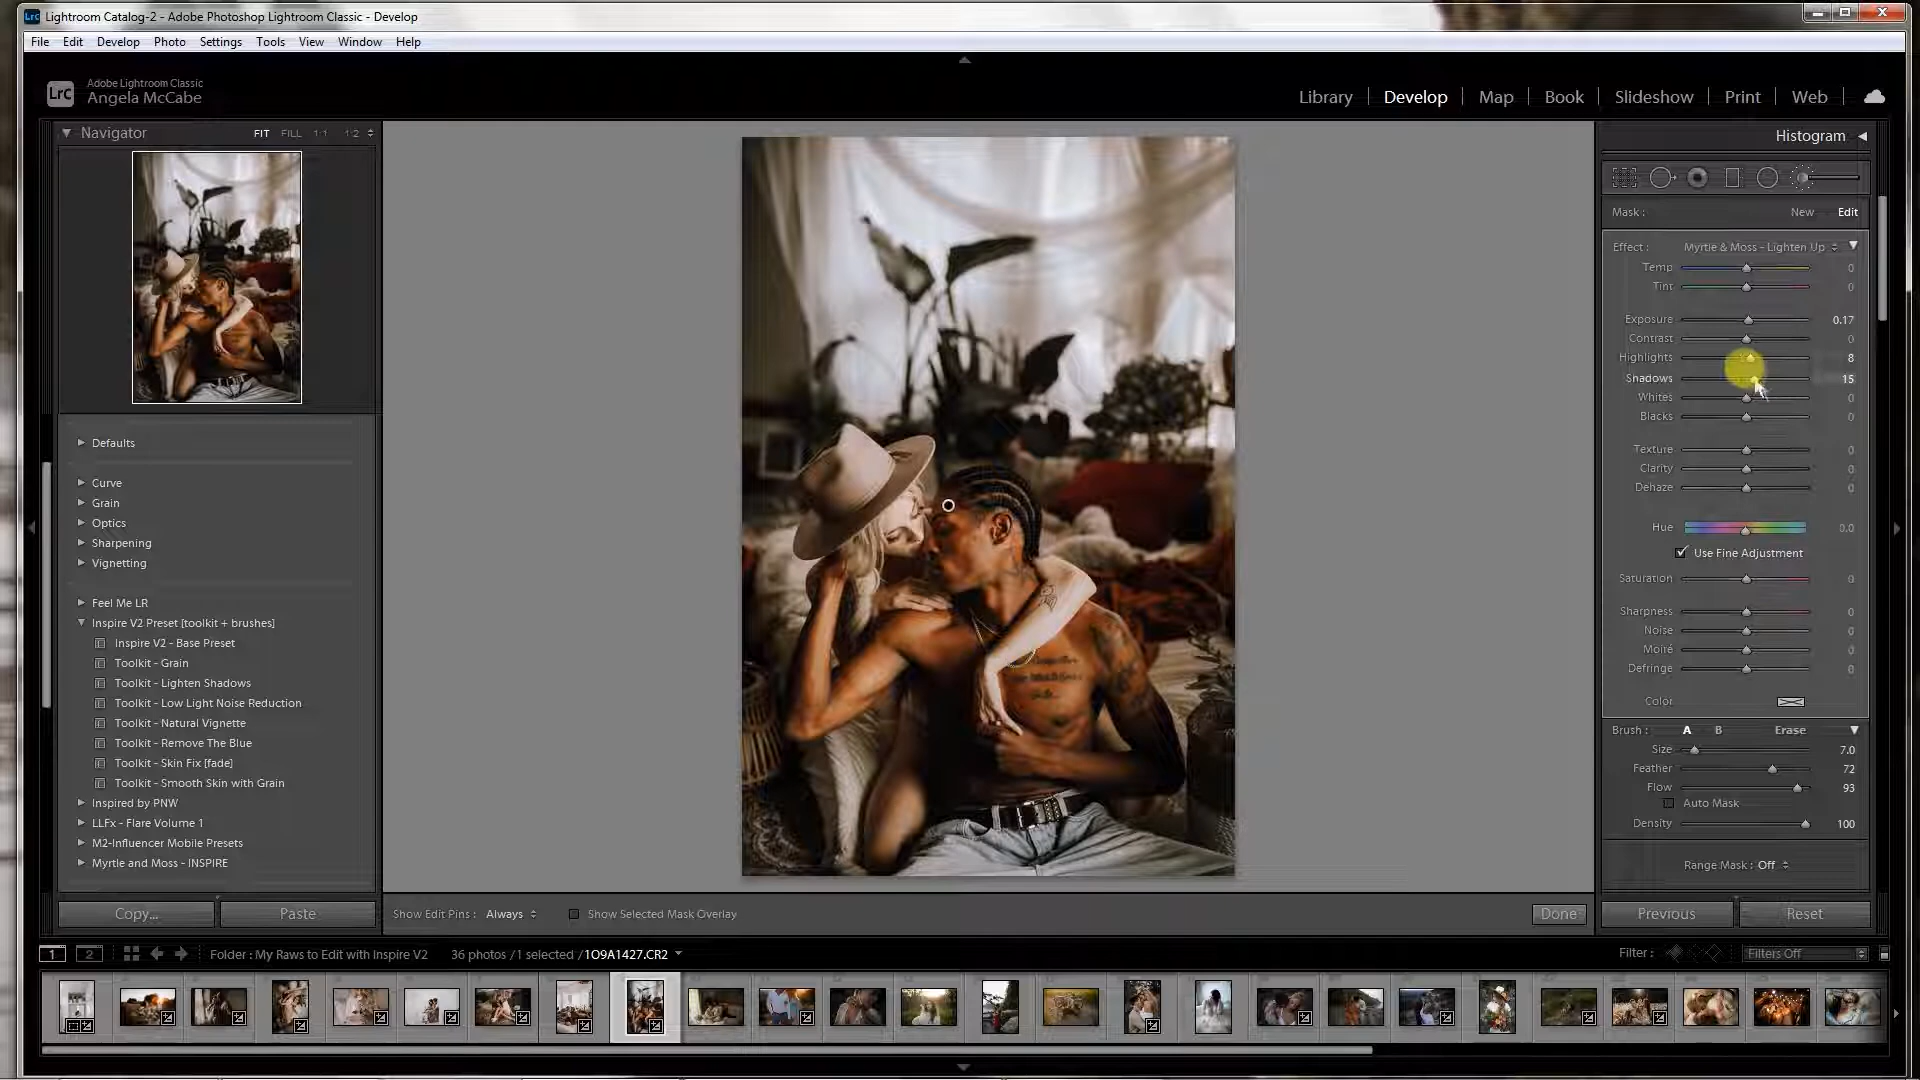 Lightroom Catalog-2 - Adobe Photoshop Lightroom Classic - Develop
File Edit Develop Photo Settings Tools View Window Help
LrC Adobe Lightroom Classic
Angela McCabe
Library Develop Map Book Slideshow Print Web
Navigator FIT FILL 1:1 1:2
Histogram
Mask : New Edit
Effect : Myrtle & Moss - Lighten Up
Temp 0
Tint 0
Exposure 0.17
Contrast 0
Highlights 8
Shadows 15
Whites 0
Blacks 0
Texture 0
Clarity 0
Dehaze 0
Hue 0.0
Use Fine Adjustment
Saturation 0
Sharpness 0
Noise 0
Moiré 0
Defringe 0
Color
Brush : A B Erase
Size 7.0
Feather 72
Flow 93
Auto Mask
Density 100
Range Mask : Off
Previous Reset
Defaults
Curve
Grain
Optics
Sharpening
Vignetting
Feel Me LR
Inspire V2 Preset [toolkit + brushes]
Inspire V2 - Base Preset
Toolkit - Grain
Toolkit - Lighten Shadows
Toolkit - Low Light Noise Reduction
Toolkit - Natural Vignette
Toolkit - Remove The Blue
Toolkit - Skin Fix [fade]
Toolkit - Smooth Skin with Grain
Inspired by PNW
LLFx - Flare Volume 1
M2-Influencer Mobile Presets
Myrtle and Moss - INSPIRE
Copy... Paste
Show Edit Pins : Always Show Selected Mask Overlay Done
1 2 Folder : My Raws to Edit with Inspire V2 36 photos / 1 selected / 1O9A1427.CR2 Filter : Filters Off